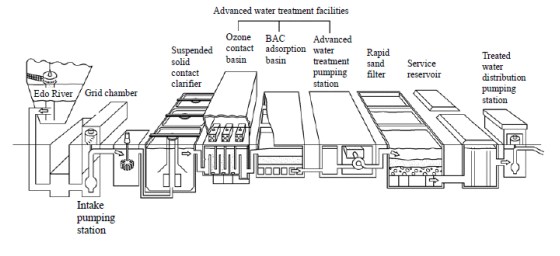 Advanced water treatment facilities
Ozone
contact
basin
BAC
adsorption
basin
Advanced
water
treatment
pumping
station
Suspended
solid
contact
clarifier
Rapid
sand
filter
Service
reservoir
Treated
water
distribution
pumping
station
Edo River
Grid chamber
Intake
pumping
station